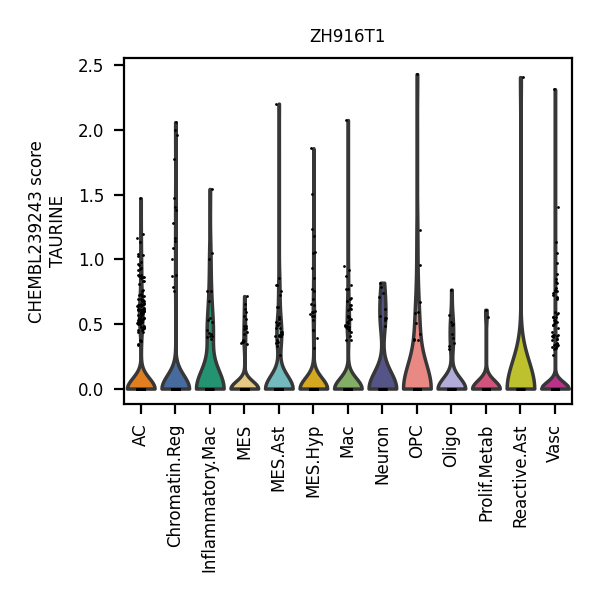 ZH916T1
CHEMBL239243 score
TAURINE
2.5
2.0
1.5
1.0
0.5
0.0
AC
Chromatin.Reg
Inflammatory.Mac
MES
MES.Ast
MES.Hyp
Mac
Neuron
OPC
Oligo
Prolif.Metab
Reactive.Ast
Vasc